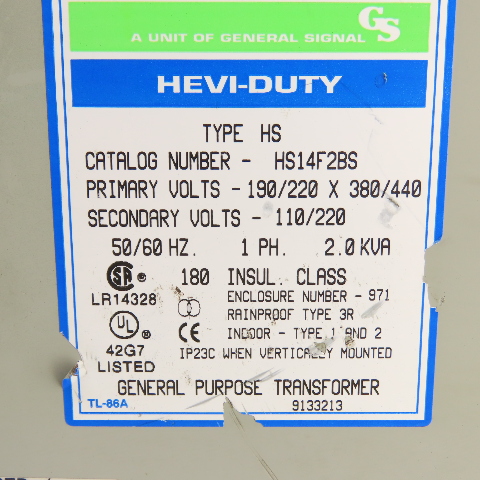 A UNIT OF GENERAL SIGNAL GS
HEVI-DUTY
TYPE HS
CATALOG NUMBER - HS14F2BS
PRIMARY VOLTS - 190/220 X 380/440
SECONDARY VOLTS - 110/220
50/60 HZ. 1 PH. 2.0 KVA
180 INSUL. CLASS
SA
LR14328
ENCLOSURE NUMBER - 971
RAINPROOF TYPE 3R
UL
CE
INDOOR - TYPE 1 AND 2
42G7
LISTED
IP23C WHEN VERTICALLY MOUNTED
GENERAL PURPOSE TRANSFORMER
TL-86A
9133213